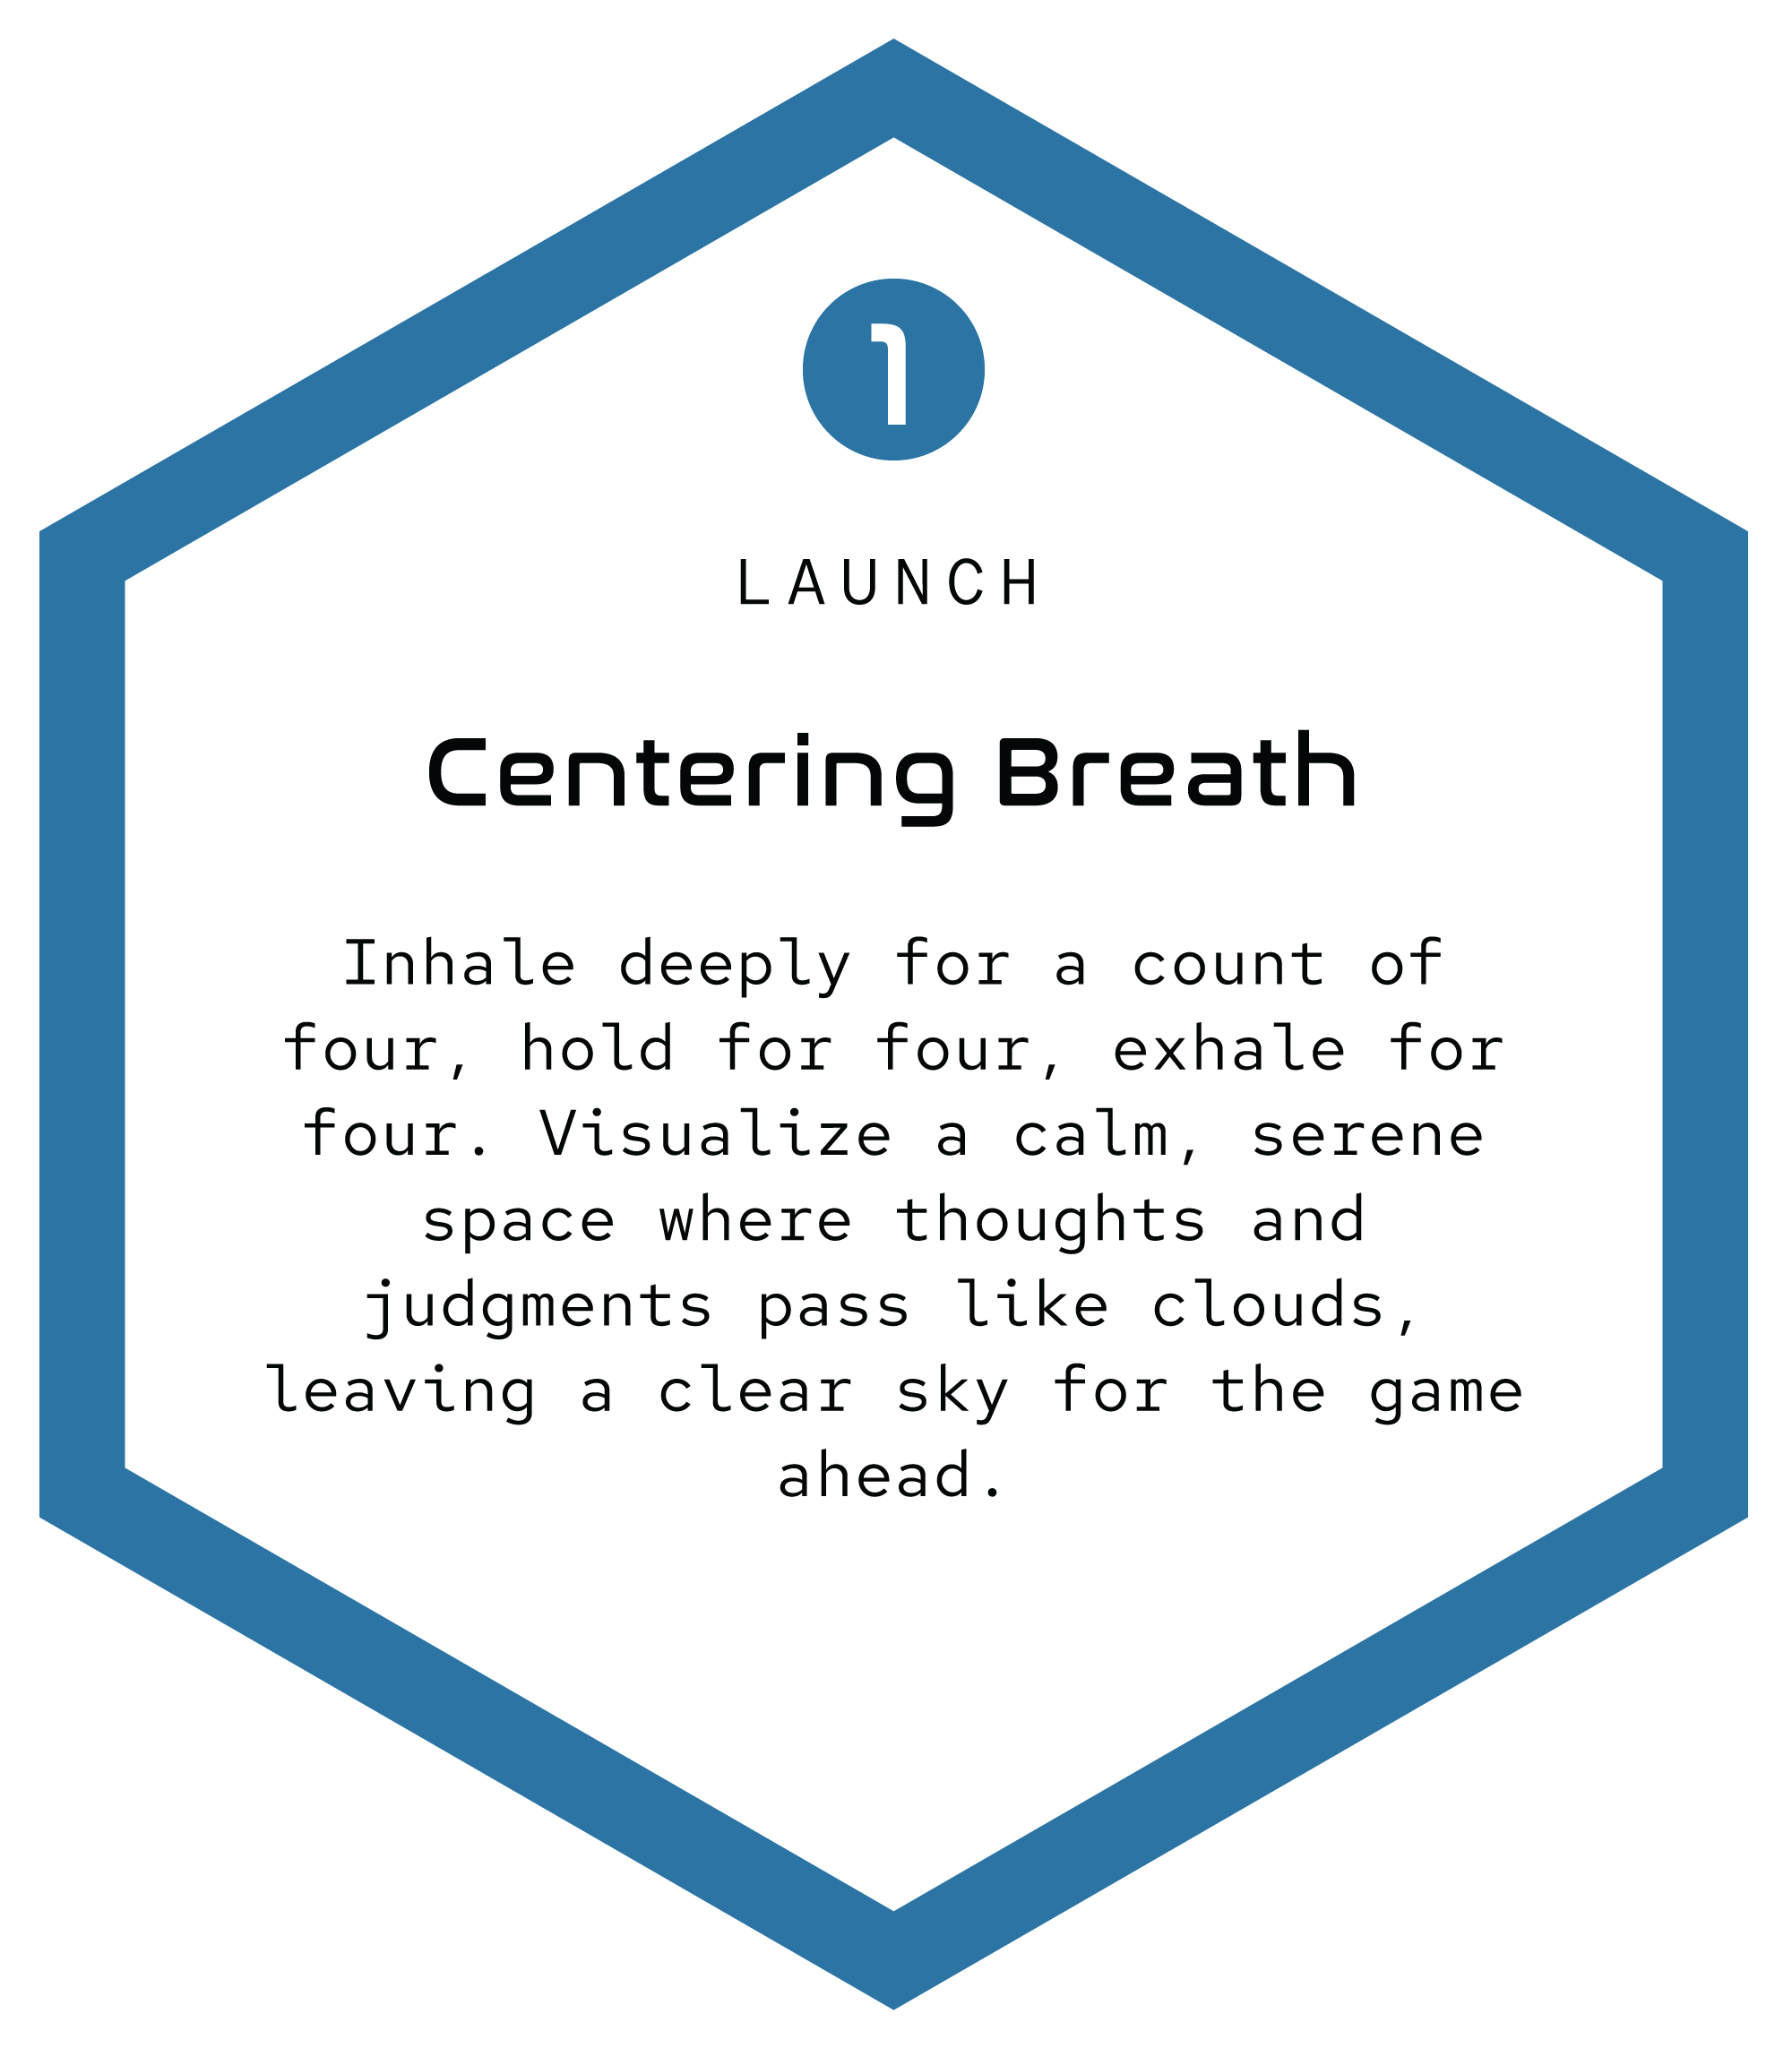 1
LAUNCH
Centering Breath
Inhale deeply for a count of
four, hold for four, exhale for
four. Visualize a calm, serene
space where thoughts and
judgments pass like clouds,
leaving a clear sky for the game
ahead.